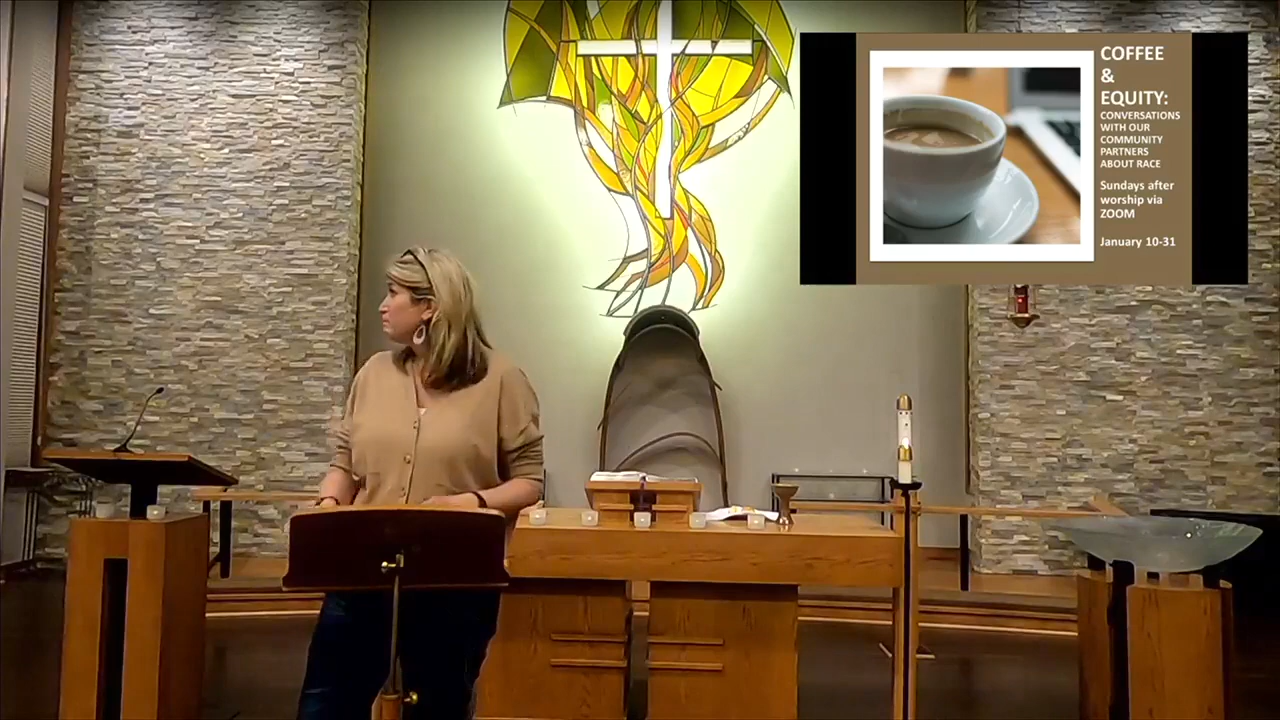 COFFEE
&
EQUITY:
CONVERSATIONS
WITH OUR
COMMUNITY
PARTNERS
ABOUT RACE
Sundays after
worship via
ZOOM
January 10-31